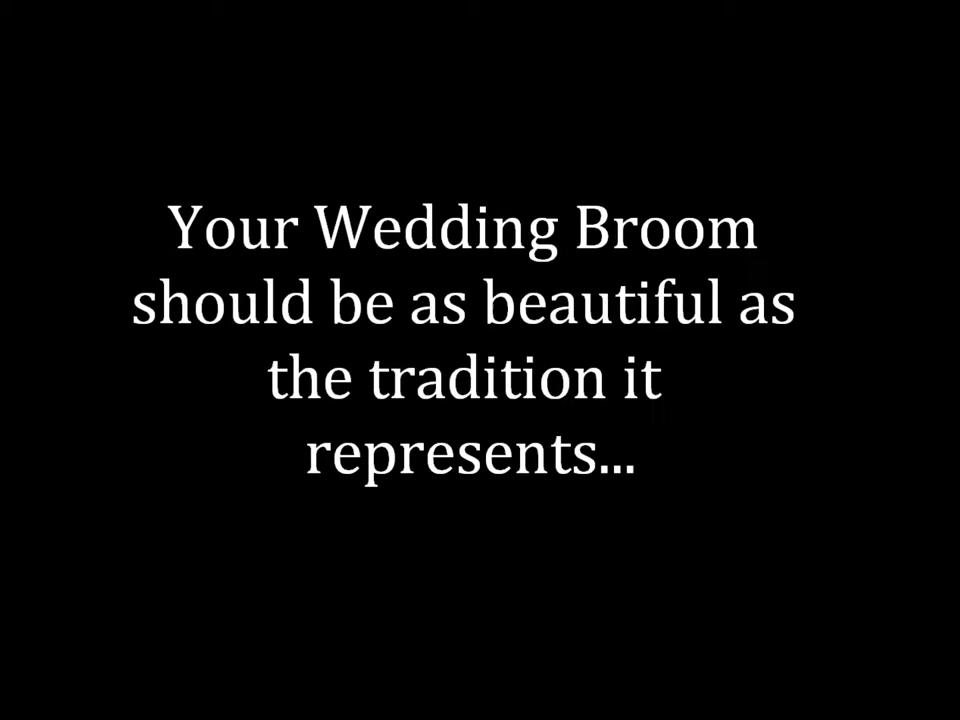 Your Wedding Broom
should be as beautiful as
the tradition it
represents...